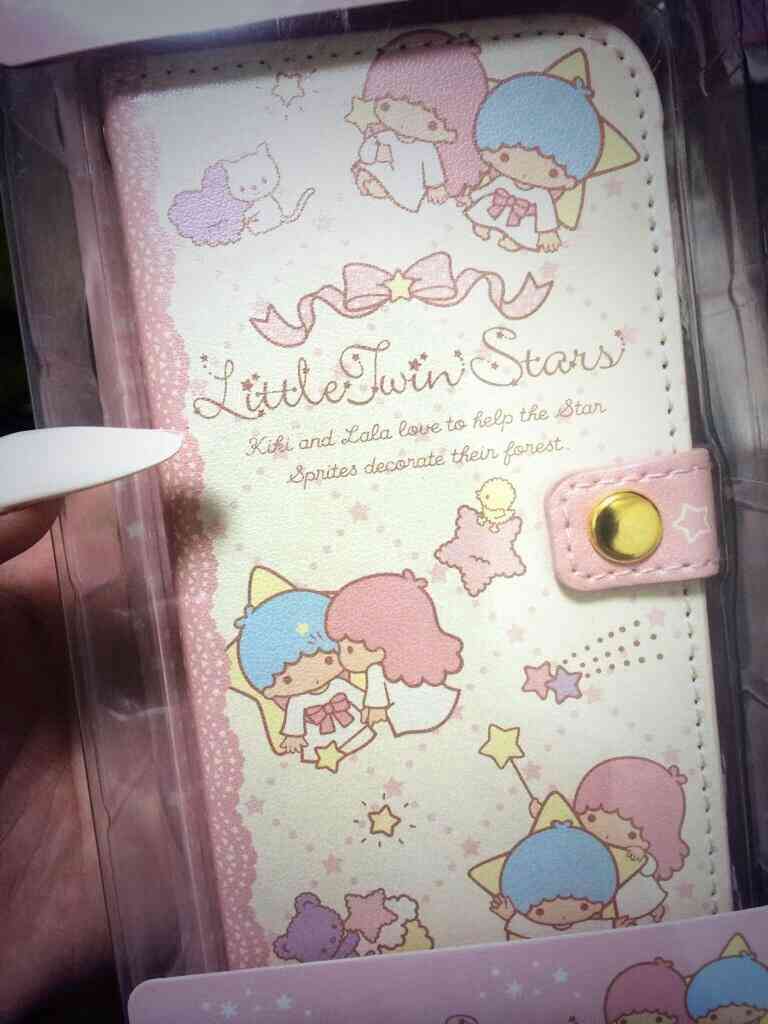 Little Twin Stars
Kiki and Lala love to help the Star
Sprites decorate their forest.